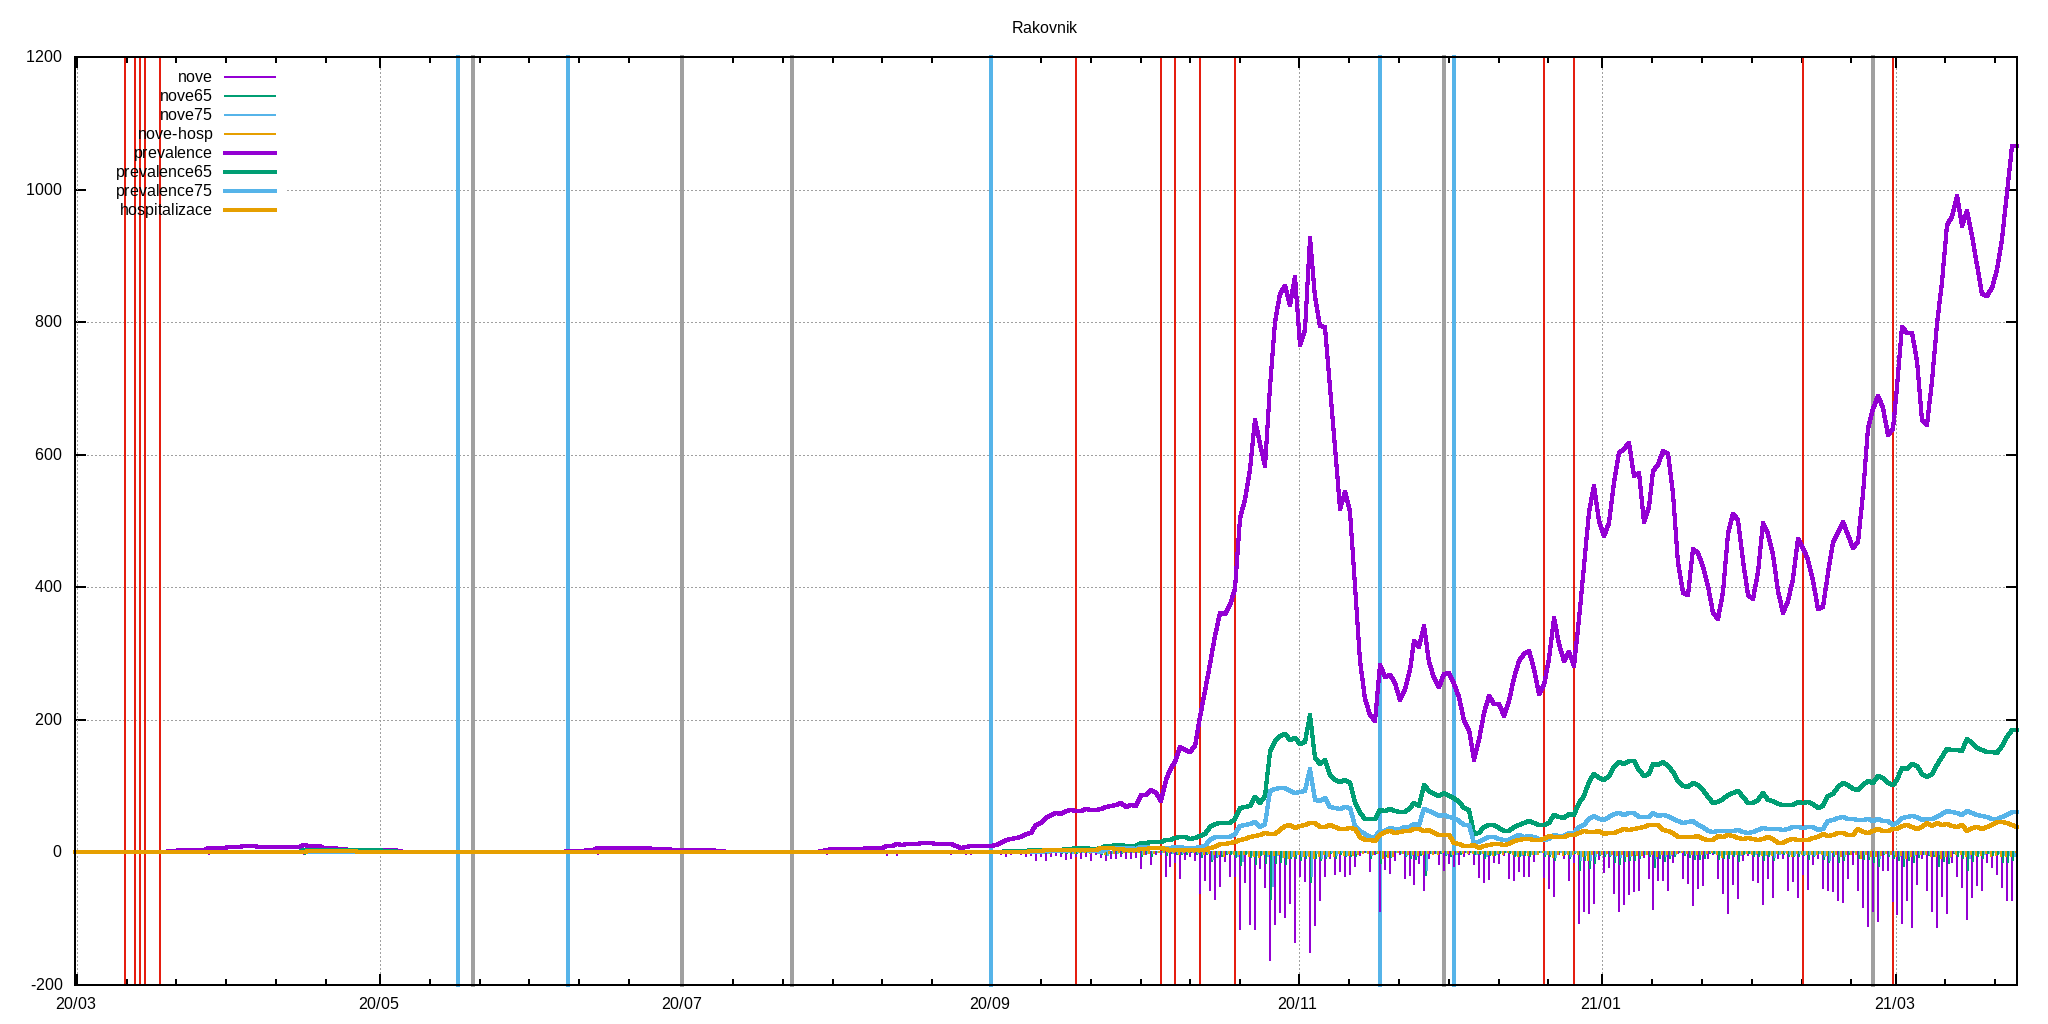 Rakovnik
1200
1000
800
600
400
200
0
-200
nove
nove65
nove75
nove-hosp
prevalence
prevalence65
prevalence75
hospitalizace
20/03 20/05 20/07 20/09 20/11 21/01 21/03